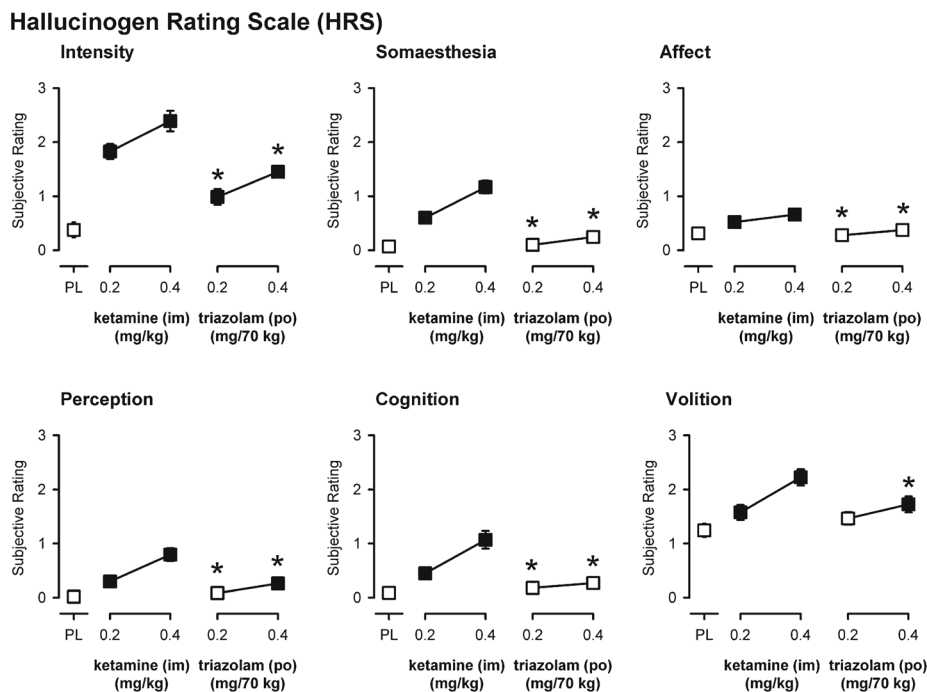 Hallucinogen Rating Scale (HRS)
Intensity
Subjective Rating
3
2
1
0
*
*
PL
0.2
0.4
0.2
0.4
ketamine (im)
(mg/kg)
triazolam (po)
(mg/70 kg)
Somaesthesia
Subjective Rating
3
2
1
0
*
*
PL
0.2
0.4
0.2
0.4
ketamine (im)
(mg/kg)
triazolam (po)
(mg/70 kg)
Affect
Subjective Rating
3
2
1
0
*
*
PL
0.2
0.4
0.2
0.4
ketamine (im)
(mg/kg)
triazolam (po)
(mg/70 kg)
Perception
Subjective Rating
3
2
1
0
*
*
PL
0.2
0.4
0.2
0.4
ketamine (im)
(mg/kg)
triazolam (po)
(mg/70 kg)
Cognition
Subjective Rating
3
2
1
0
*
*
PL
0.2
0.4
0.2
0.4
ketamine (im)
(mg/kg)
triazolam (po)
(mg/70 kg)
Volition
Subjective Rating
3
2
1
0
*
PL
0.2
0.4
0.2
0.4
ketamine (im)
(mg/kg)
triazolam (po)
(mg/70 kg)